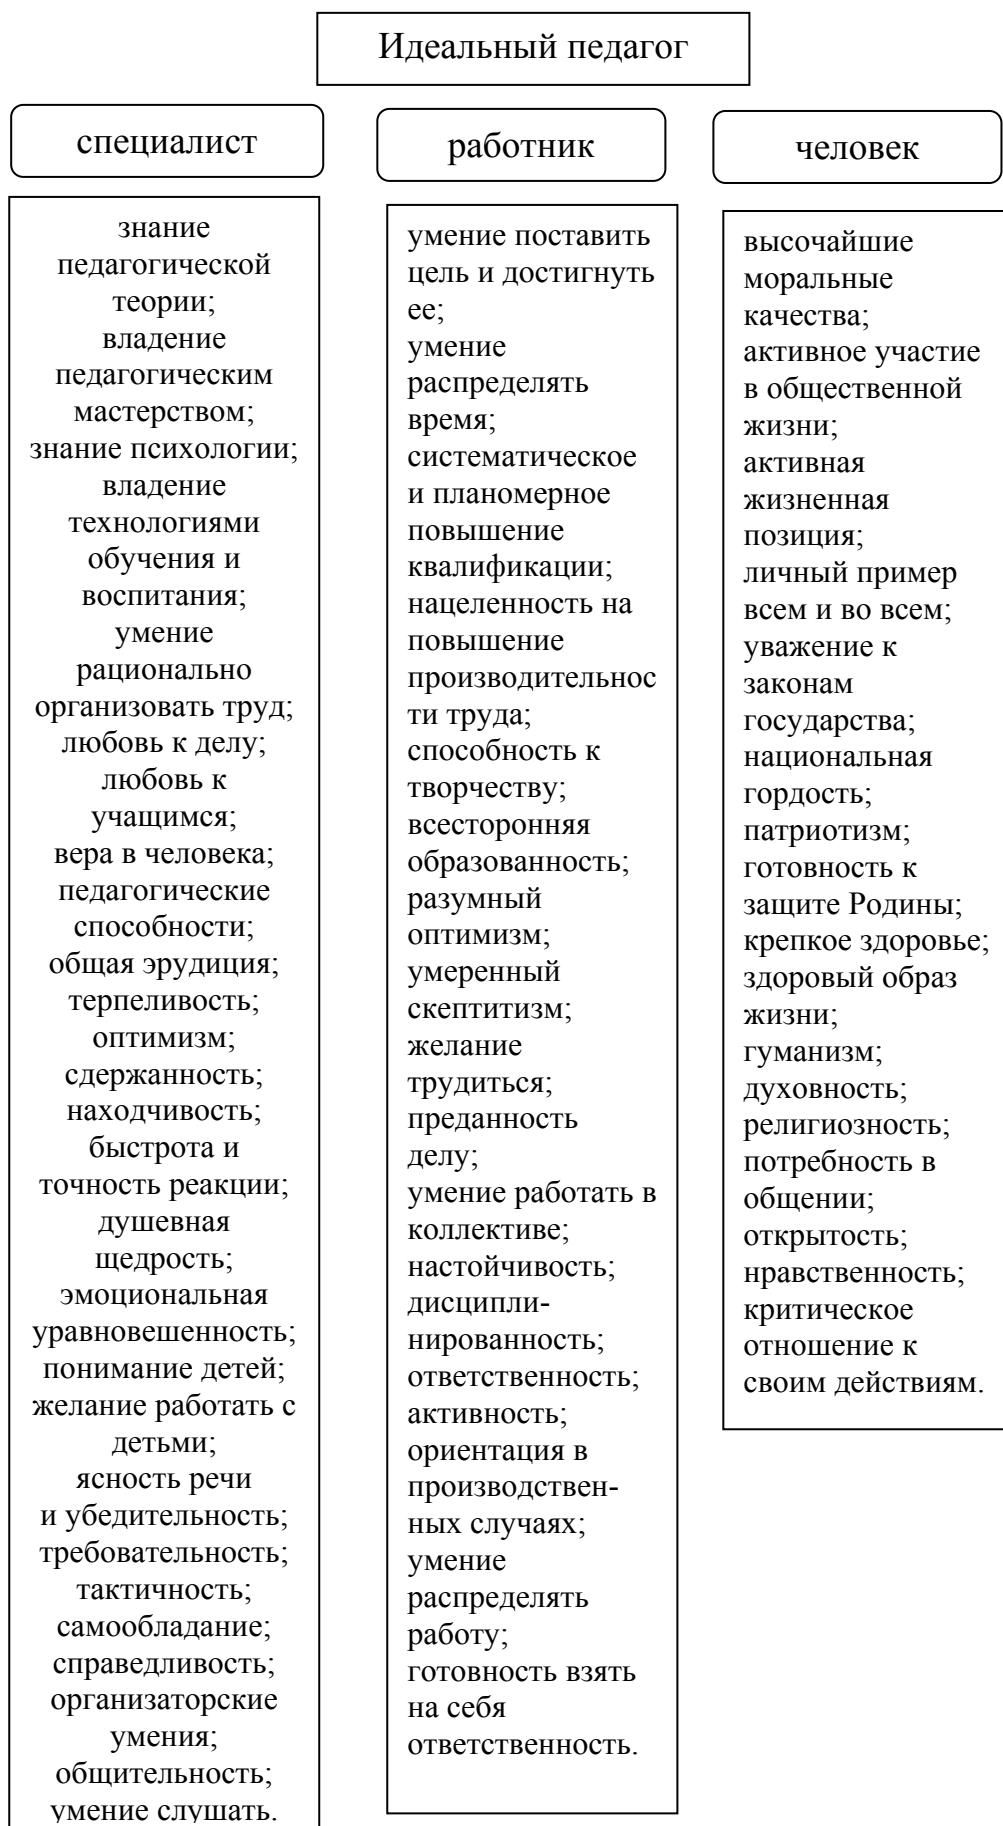 Идеальный педагог
специалист
знание
педагогической
теории;
владение
педагогическим
мастерством;
знание психологии;
владение
технологиями
обучения и
воспитания;
умение
рационально
организовать труд;
любовь к делу;
любовь к
учащимся;
вера в человека;
педагогические
способности;
общая эрудиция;
терпеливость;
оптимизм;
сдержанность;
находчивость;
быстрота и
точность реакции;
душевная
щедрость;
эмоциональная
уравновешенность;
понимание детей;
желание работать с
детьми;
ясность речи
и убедительность;
требовательность;
тактичность;
самообладание;
справедливость;
организаторские
умения;
общительность;
умение слушать.
работник
умение поставить
цель и достигнуть
ее;
умение
распределять
время;
систематическое
и планомерное
повышение
квалификации;
нацеленность на
повышение
производительнос
ти труда;
способность к
творчеству;
всесторонняя
образованность;
разумный
оптимизм;
умеренный
скептитизм;
желание
трудиться;
преданность
делу;
умение работать в
коллективе;
настойчивость;
дисципли-
нированность;
ответственность;
активность;
ориентация в
производствен-
ных случаях;
умение
распределять
работу;
готовность взять
на себя
ответственность.
человек
высочайшие
моральные
качества;
активное участие
в общественной
жизни;
активная
жизненная
позиция;
личный пример
всем и во всем;
уважение к
законам
государства;
национальная
гордость;
патриотизм;
готовность к
защите Родины;
крепкое здоровье;
здоровый образ
жизни;
гуманизм;
духовность;
религиозность;
потребность в
общении;
открытость;
нравственность;
критическое
отношение к
своим действиям.